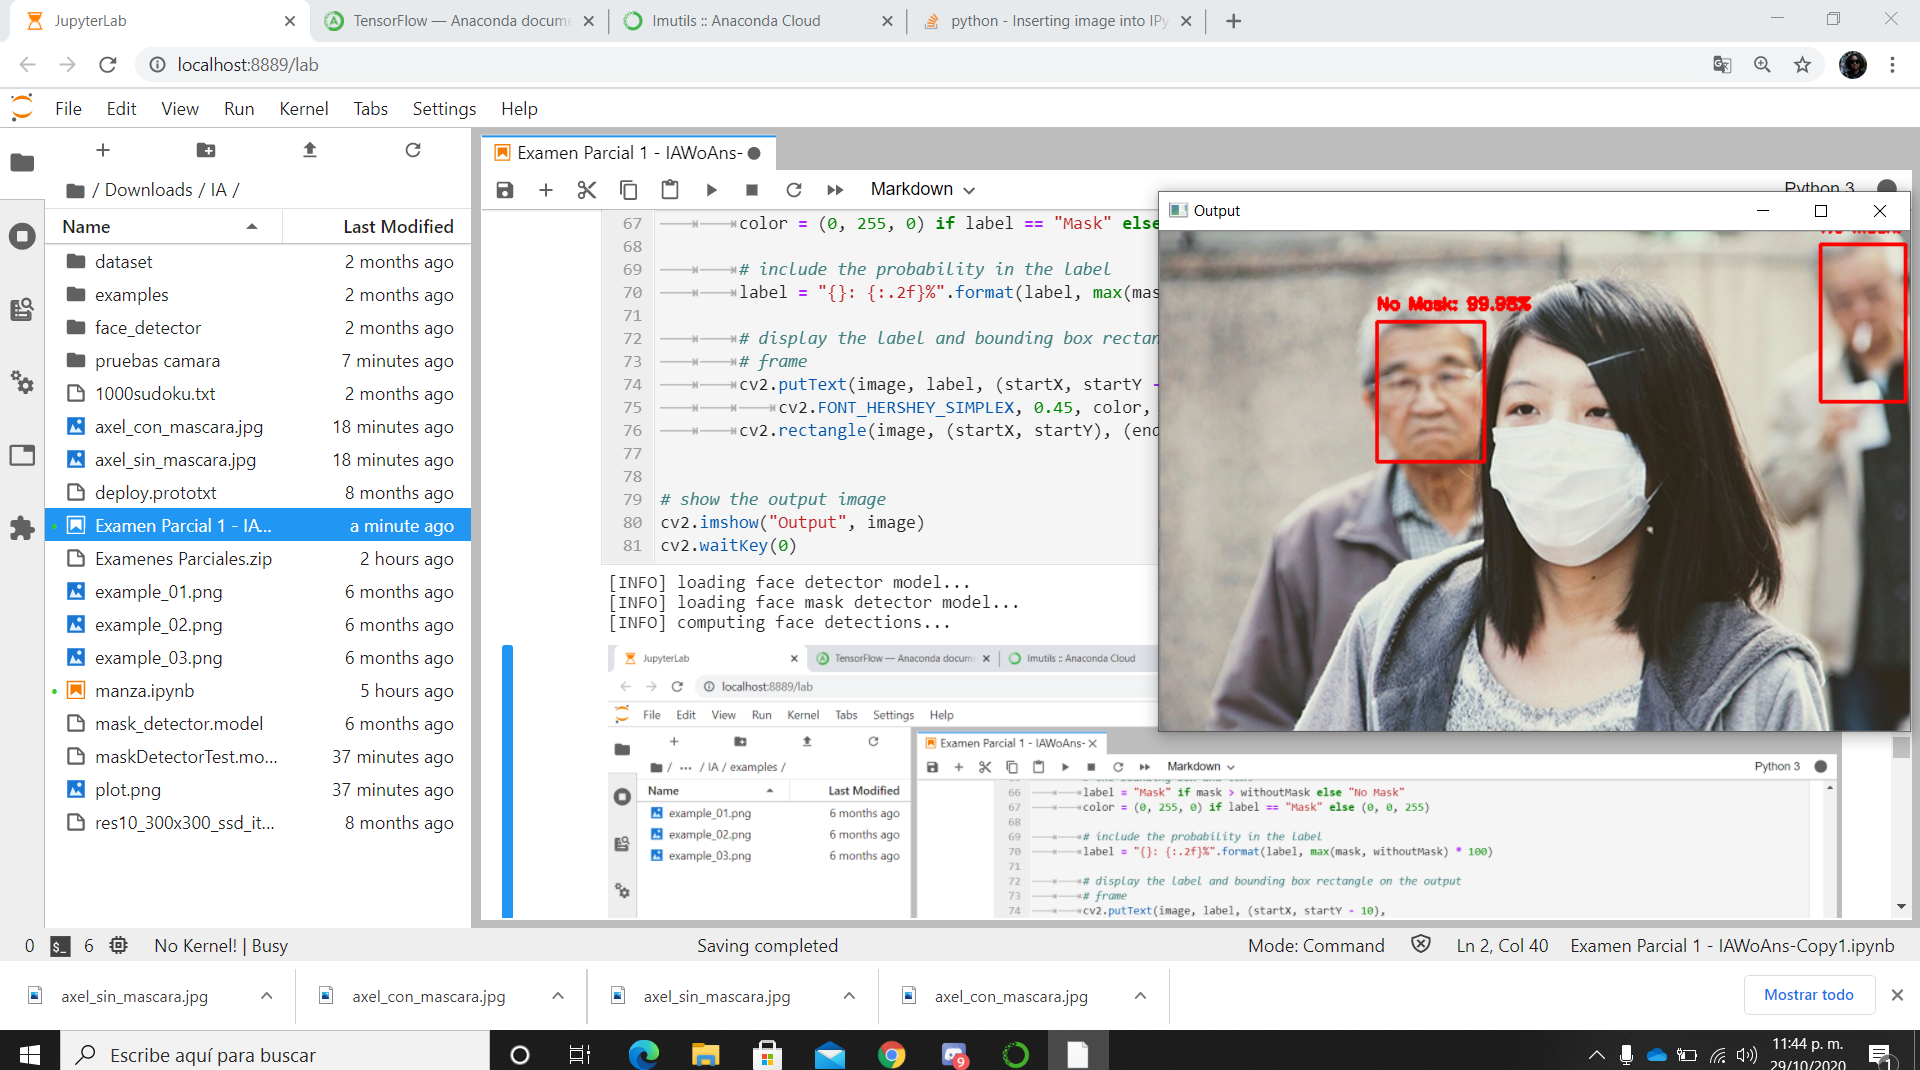 JupyterLab
TensorFlow — Anaconda docum
Imutils :: Anaconda Cloud
python - Inserting image into IPy
localhost:8889/lab
File Edit View Run Kernel Tabs Settings Help
/ Downloads / IA /
Name Last Modified
dataset 2 months ago
examples 2 months ago
face_detector 2 months ago
pruebas camara 7 minutes ago
1000sudoku.txt 2 months ago
axel_con_mascara.jpg 18 minutes ago
axel_sin_mascara.jpg 18 minutes ago
deploy.prototxt 8 months ago
Examen Parcial 1 - IA... a minute ago
Examenes Parciales.zip 2 hours ago
example_01.png 6 months ago
example_02.png 6 months ago
example_03.png 6 months ago
manza.ipynb 5 hours ago
mask_detector.model 6 months ago
maskDetectorTest.mo... 37 minutes ago
plot.png 37 minutes ago
res10_300x300_ssd_it... 8 months ago
Examen Parcial 1 - IAWoAns-
Markdown
Python 3
67 color = (0, 255, 0) if label == "Mask" else
68
69 # include the probability in the label
70 label = "{}: {:.2f}%".format(label, max(mas
71
72 # display the label and bounding box rectan
73 # frame
74 cv2.putText(image, label, (startX, startY -
75 cv2.FONT_HERSHEY_SIMPLEX, 0.45, color,
76 cv2.rectangle(image, (startX, startY), (end
77
78
79 # show the output image
80 cv2.imshow("Output", image)
81 cv2.waitKey(0)
[INFO] loading face detector model...
[INFO] loading face mask detector model...
[INFO] computing face detections...
Output
No Mask: 99.98%
JupyterLab
TensorFlow — Anaconda docum
Imutils :: Anaconda Cloud
localhost:8889/lab
File Edit View Run Kernel Tabs Settings Help
/ ··· / IA / examples /
Name Last Modified
example_01.png 6 months ago
example_02.png 6 months ago
example_03.png 6 months ago
Examen Parcial 1 - IAWoAns-
Markdown
Python 3
66 label = "Mask" if mask > withoutMask else "No Mask"
67 color = (0, 255, 0) if label == "Mask" else (0, 0, 255)
68
69 # include the probability in the label
70 label = "{}: {:.2f}%".format(label, max(mask, withoutMask) * 100)
71
72 # display the label and bounding box rectangle on the output
73 # frame
74 cv2.putText(image, label, (startX, startY - 10),
0 6 No Kernel! | Busy
Saving completed
Mode: Command
Ln 2, Col 40
Examen Parcial 1 - IAWoAns-Copy1.ipynb
axel_sin_mascara.jpg
axel_con_mascara.jpg
axel_sin_mascara.jpg
axel_con_mascara.jpg
Mostrar todo
Escribe aquí para buscar
9
11:44 p. m.
29/10/2020
1